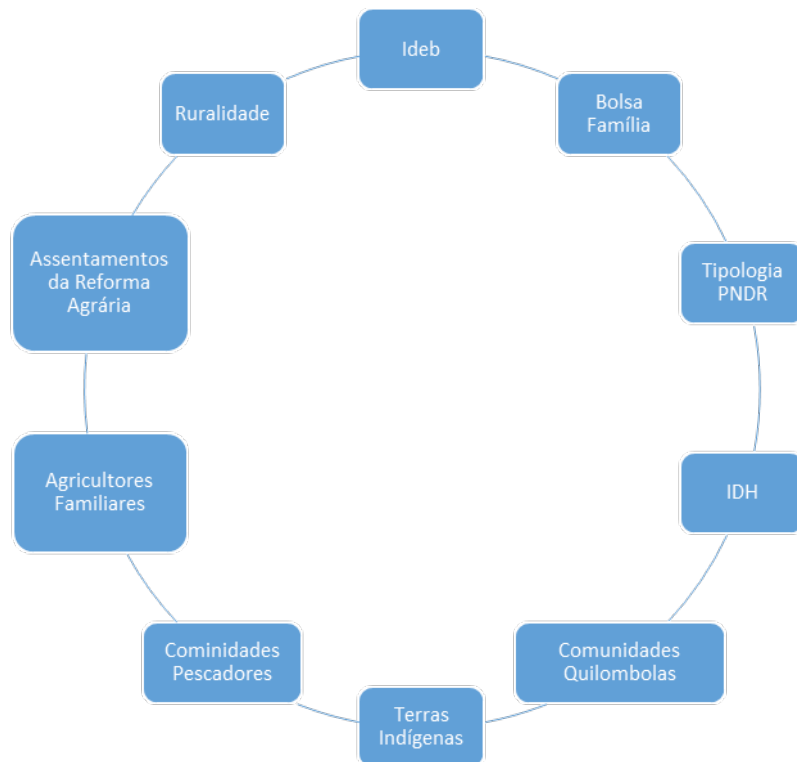 Ideb
Bolsa
Família
Tipologia
PNDR
IDH
Comunidades
Quilombolas
Terras
Indígenas
Cominidades
Pescadores
Agricultores
Familiares
Assentamentos
da Reforma
Agrária
Ruralidade